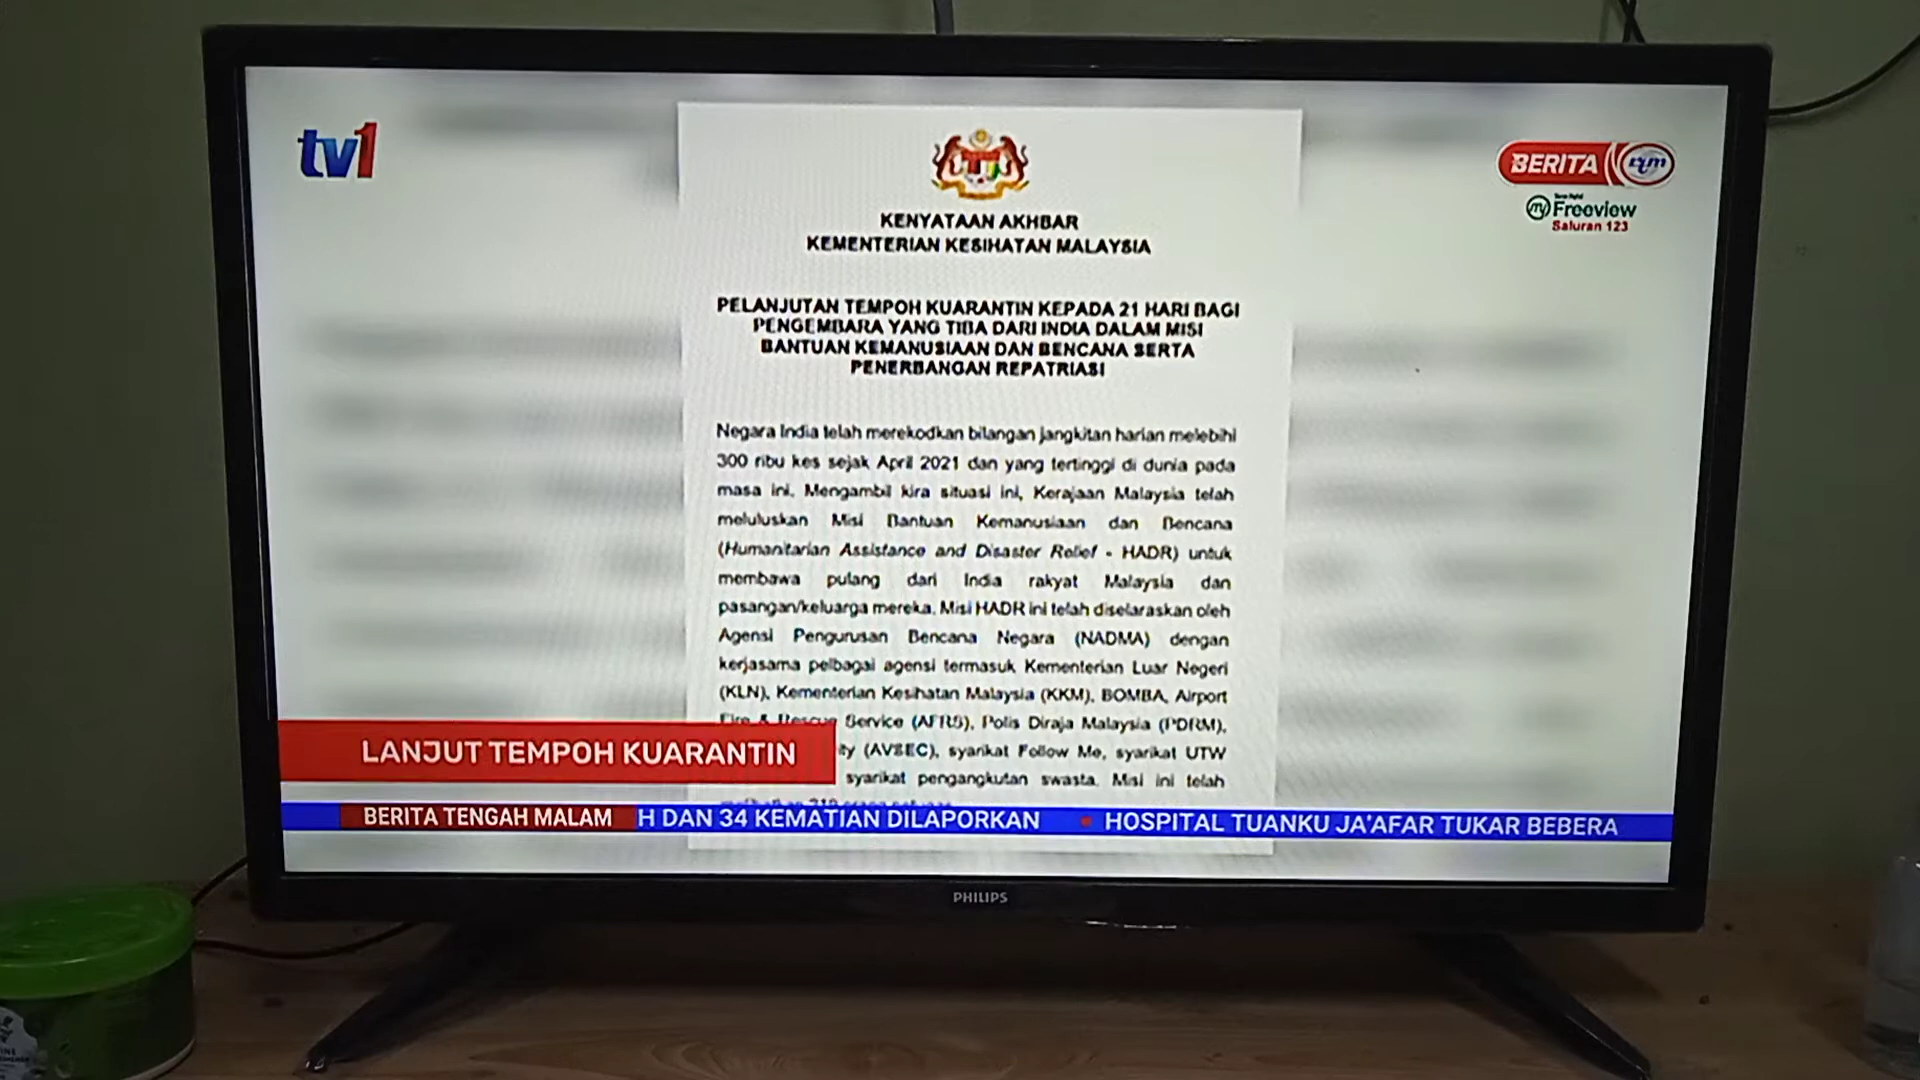 tv1
BERITA rtm
my Freeview
Saluran 123
KENYATAAN AKHBAR
KEMENTERIAN KESIHATAN MALAYSIA
PELANJUTAN TEMPOH KUARANTIN KEPADA 21 HARI BAGI
PENGEMBARA YANG TIBA DARI INDIA DALAM MISI
BANTUAN KEMANUSIAAN DAN BENCANA SERTA
PENERBANGAN REPATRIASI
Negara India telah merekodkan bilangan jangkitan harian melebihi
300 ribu kes sejak April 2021 dan yang tertinggi di dunia pada
masa ini. Mengambil kira situasi ini, Kerajaan Malaysia telah
meluluskan Misi Bantuan Kemanusiaan dan Bencana
(Humanitarian Assistance and Disaster Relief - HADR) untuk
membawa pulang dari India rakyat Malaysia dan
pasangan/keluarga mereka. Misi HADR ini telah diselaraskan oleh
Agensi Pengurusan Bencana Negara (NADMA) dengan
kerjasama pelbagai agensi termasuk Kementerian Luar Negeri
(KLN), Kementerian Kesihatan Malaysia (KKM), BOMBA, Airport
Fire & Rescue Service (AFRS), Polis Diraja Malaysia (PDRM),
ity (AVSEC), syarikat Follow Me, syarikat UTW
syarikat pengangkutan swasta. Misi ini telah
LANJUT TEMPOH KUARANTIN
BERITA TENGAH MALAM H DAN 34 KEMATIAN DILAPORKAN • HOSPITAL TUANKU JA'AFAR TUKAR BEBERA
PHILIPS